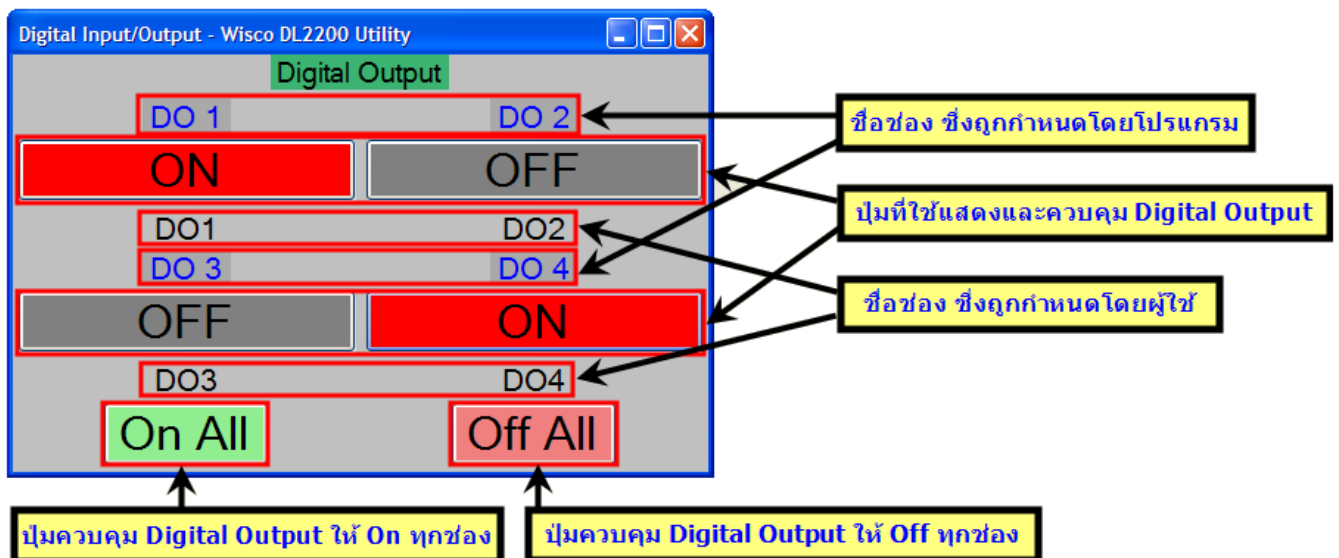 Digital Input/Output - Wisco DL2200 Utility
Digital Output
DO 1 DO 2
ชื่อช่อง ซึ่งถูกกำหนดโดยโปรแกรม
ON OFF
ปุ่มที่ใช้แสดงและควบคุม Digital Output
DO1 DO2
DO 3 DO 4
ชื่อช่อง ซึ่งถูกกำหนดโดยผู้ใช้
OFF ON
DO3 DO4
On All Off All
ปุ่มควบคุม Digital Output ให้ On ทุกช่อง
ปุ่มควบคุม Digital Output ให้ Off ทุกช่อง